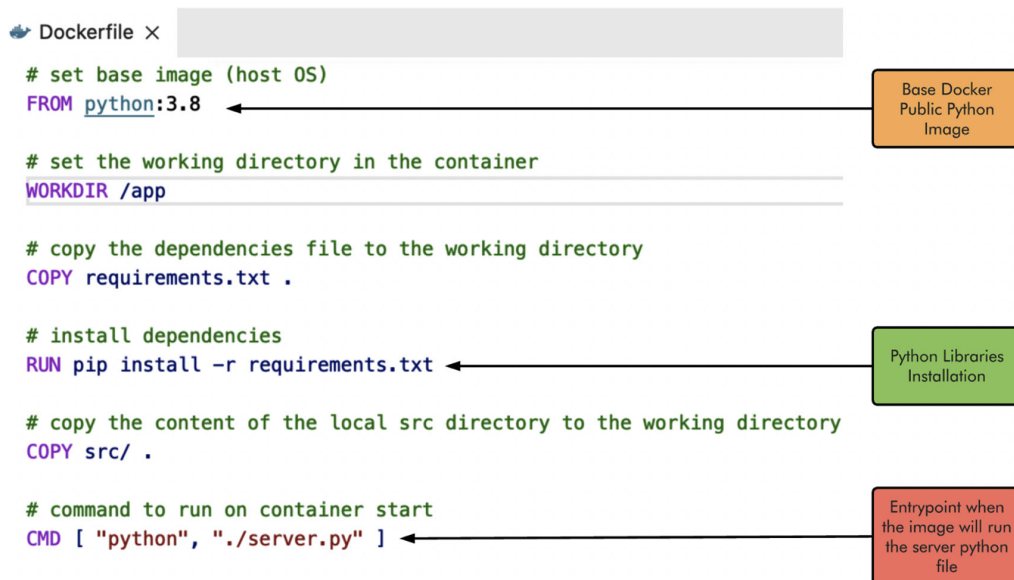 Dockerfile ×
# set base image (host OS)
FROM python:3.8
Base Docker
Public Python
Image
# set the working directory in the container
WORKDIR /app
# copy the dependencies file to the working directory
COPY requirements.txt .
# install dependencies
RUN pip install -r requirements.txt
Python Libraries
Installation
# copy the content of the local src directory to the working directory
COPY src/ .
# command to run on container start
CMD [ "python", "./server.py" ]
Entrypoint when
the image will run
the server python
file